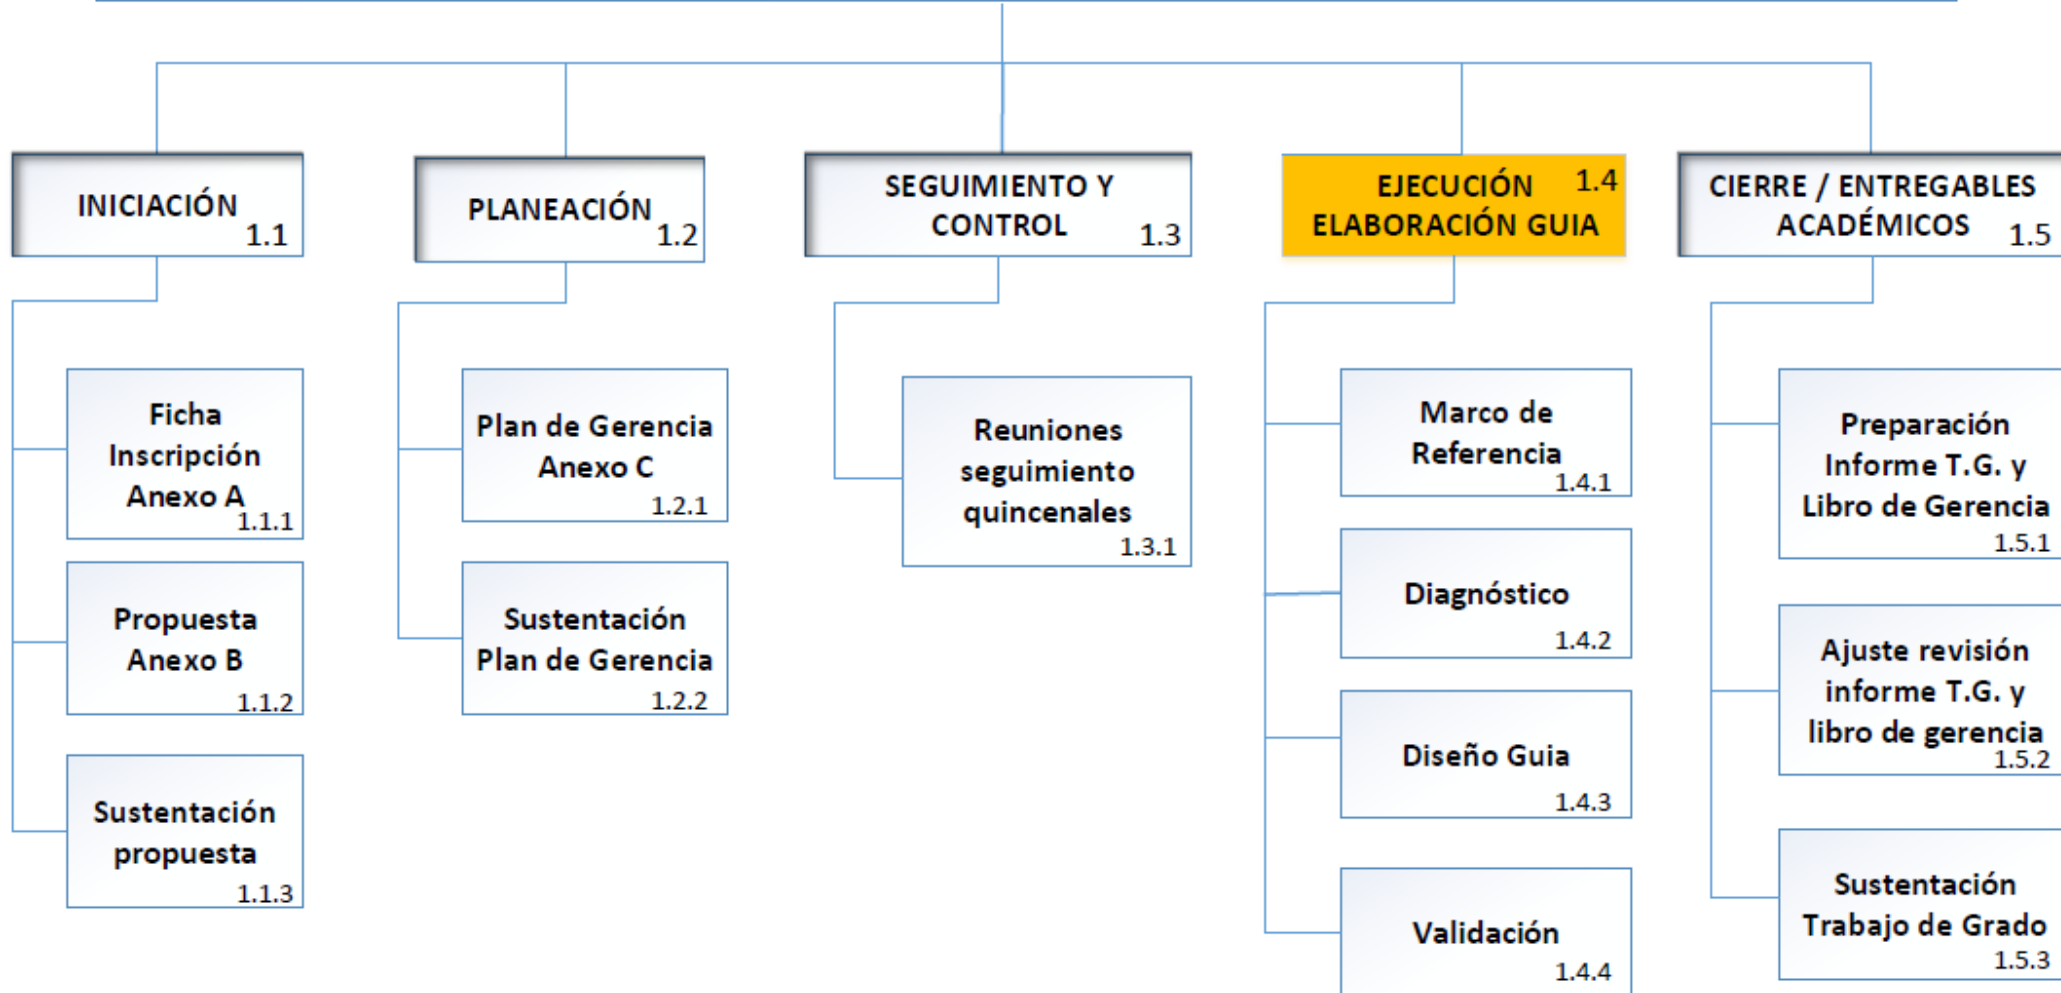 INICIACIÓN
1.1
PLANEACIÓN
1.2
SEGUIMIENTO Y
CONTROL
1.3
EJECUCIÓN
1.4
ELABORACIÓN GUIA
CIERRE / ENTREGABLES
ACADÉMICOS
1.5
Ficha
Inscripción
Anexo A
1.1.1
Propuesta
Anexo B
1.1.2
Sustentación
propuesta
1.1.3
Plan de Gerencia
Anexo C
1.2.1
Sustentación
Plan de Gerencia
1.2.2
Reuniones
seguimiento
quincenales
1.3.1
Marco de
Referencia
1.4.1
Diagnóstico
1.4.2
Diseño Guia
1.4.3
Validación
1.4.4
Preparación
Informe T.G. y
Libro de Gerencia
1.5.1
Ajuste revisión
informe T.G. y
libro de gerencia
1.5.2
Sustentación
Trabajo de Grado
1.5.3